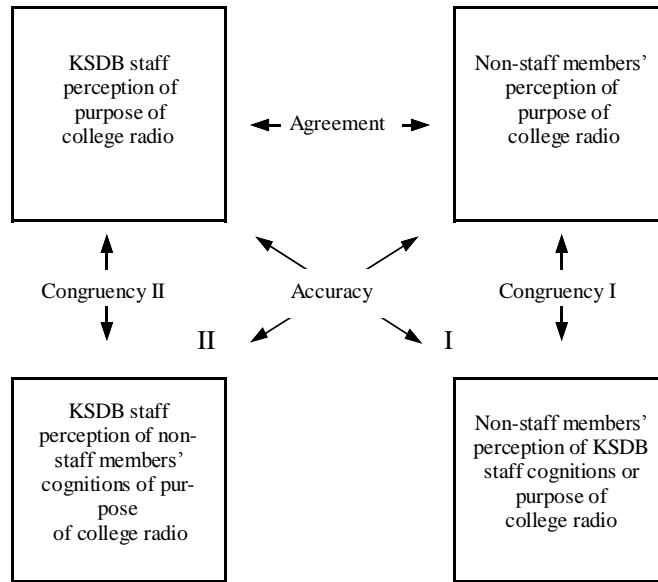 KSDB staff
perception of
purpose of
college radio
Non-staff members’
perception of
purpose of
college radio
Agreement
Congruency II
Accuracy
Congruency I
II
I
KSDB staff
perception of non-
staff members’
cognitions of pur-
pose
of college radio
Non-staff members’
perception of KSDB
staff cognitions or
purpose of
college radio